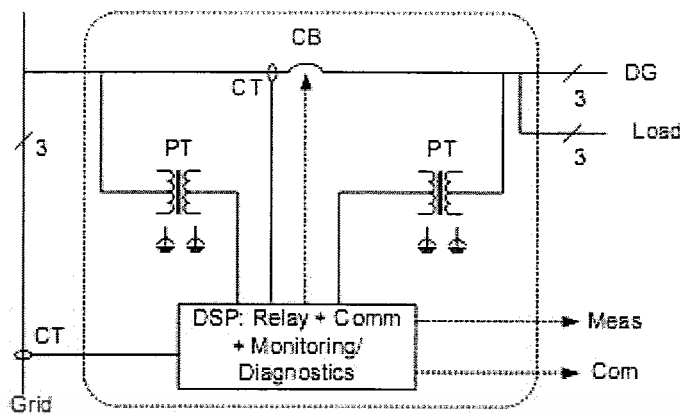 CB
CT
DG
3
Load
3
3
PT
PT
CT
DSP: Relay + Comm
+ Monitoring/
Diagnostics
Meas
Com
Grid